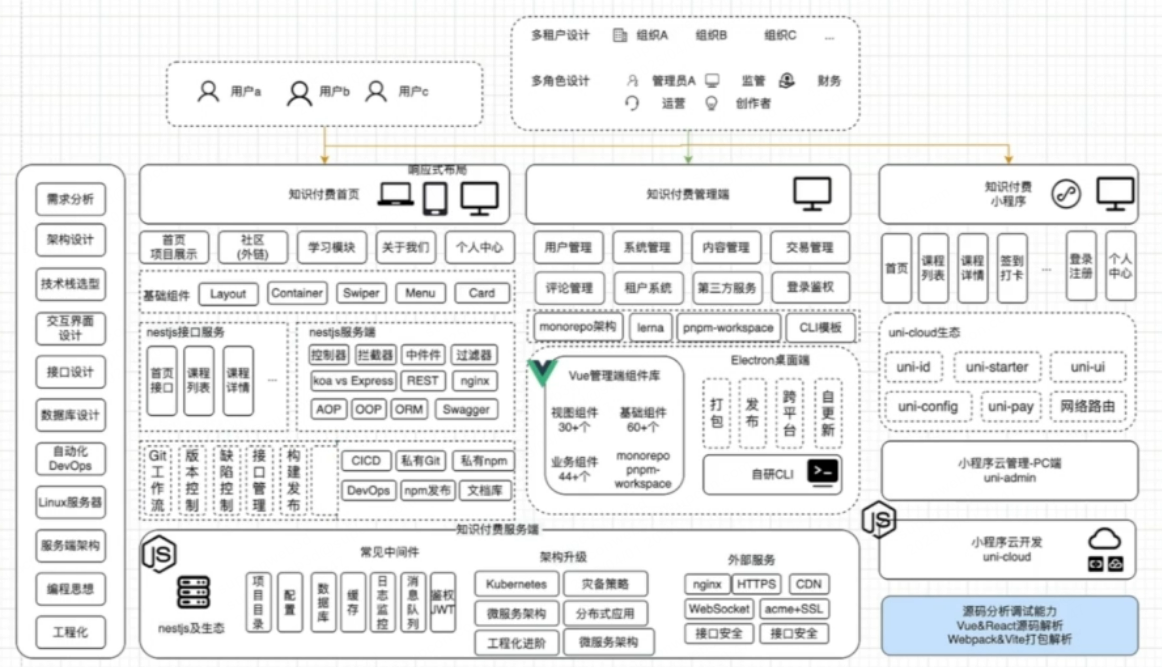 多租户设计 组织A 组织B 组织C ...
多角色设计 管理员A 监管 财务
运营 创作者
用户a 用户b 用户c
需求分析
架构设计
技术栈选型
交互界面
设计
接口设计
数据库设计
自动化
DevOps
Linux服务器
服务端架构
编程思想
工程化
响应式布局
知识付费首页
首页
项目展示
社区
(外链)
学习模块
关于我们
个人中心
基础组件 Layout Container Swiper Menu Card
nestjs接口服务
首页
接口
课程
列表
课程
详情
...
nestjs服务端
控制器 拦截器 中件件 过滤器
koa vs Express REST nginx
AOP OOP ORM Swagger
Git
工
作
流
版
本
控
制
缺
陷
控
制
接
口
管
理
构
建
发
布
CICD 私有Git 私有npm
DevOps npm发布 文档库
知识付费管理端
用户管理 系统管理 内容管理 交易管理
评论管理 租户系统 第三方服务 登录鉴权
monorepo架构 lerna pnpm-workspace CLI模板
Vue管理端组件库
视图组件
30+个
基础组件
60+个
业务组件
44+个
monorepo
pnpm-
workspace
Electron桌面端
打
包
发
布
跨
平
台
自
更
新
自研CLI
知识付费
小程序
首页
课程
列表
课程
详情
签到
打卡
...
登录
注册
个人
中心
uni-cloud生态
uni-id uni-starter uni-ui
uni-config uni-pay 网络路由
小程序云管理-PC端
uni-admin
JS
小程序云开发
uni-cloud
源码分析调试能力
Vue&React源码解析
Webpack&Vite打包解析
知识付费服务端
JS
nestjs及生态
常见中间件
项
目
目
录
配
置
数
据
库
缓
存
日
志
监
控
消
息
队
列
鉴权
JWT
架构升级
Kubernetes 灾备策略
微服务架构 分布式应用
工程化进阶 微服务架构
外部服务
nginx HTTPS CDN
WebSocket acme+SSL
接口安全 接口安全